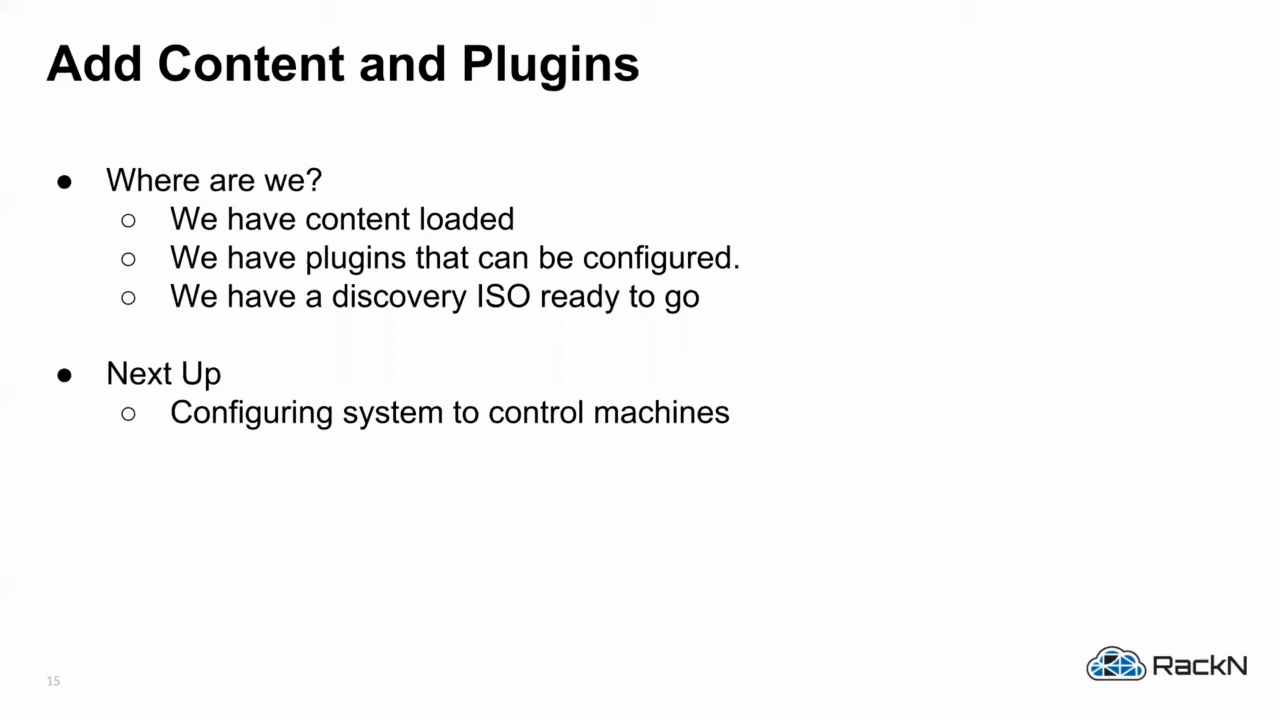 Add Content and Plugins
● Where are we?
○ We have content loaded
○ We have plugins that can be configured.
○ We have a discovery ISO ready to go
● Next Up
○ Configuring system to control machines
15
RackN